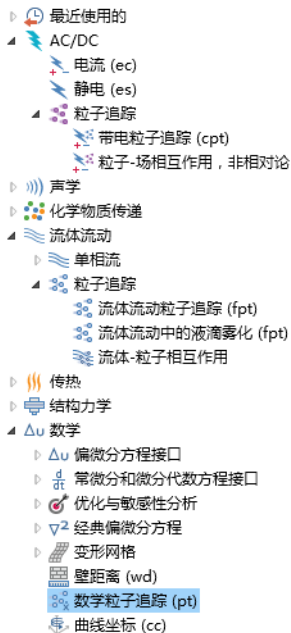 最近使用的
AC/DC
电流 (ec)
静电 (es)
粒子追踪
带电粒子追踪 (cpt)
粒子-场相互作用，非相对论
声学
化学物质传递
流体流动
单相流
粒子追踪
流体流动粒子追踪 (fpt)
流体流动中的液滴雾化 (fpt)
流体-粒子相互作用
传热
结构力学
Δu 数学
Δu 偏微分方程接口
d/dt 常微分和微分代数方程接口
优化与敏感性分析
∇² 经典偏微分方程
变形网格
壁距离 (wd)
数学粒子追踪 (pt)
曲线坐标 (cc)